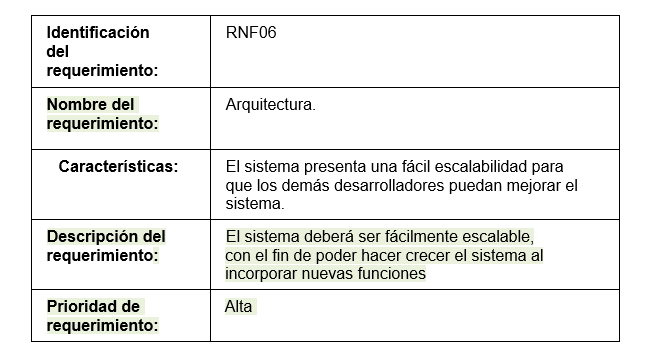 Identificación
del
requerimiento:
RNF06
Nombre del
requerimiento:
Arquitectura.
Características:
El sistema presenta una fácil escalabilidad para
que los demás desarrolladores puedan mejorar el
sistema.
Descripción del
requerimiento:
El sistema deberá ser fácilmente escalable,
con el fin de poder hacer crecer el sistema al
incorporar nuevas funciones
Prioridad de
requerimiento:
Alta